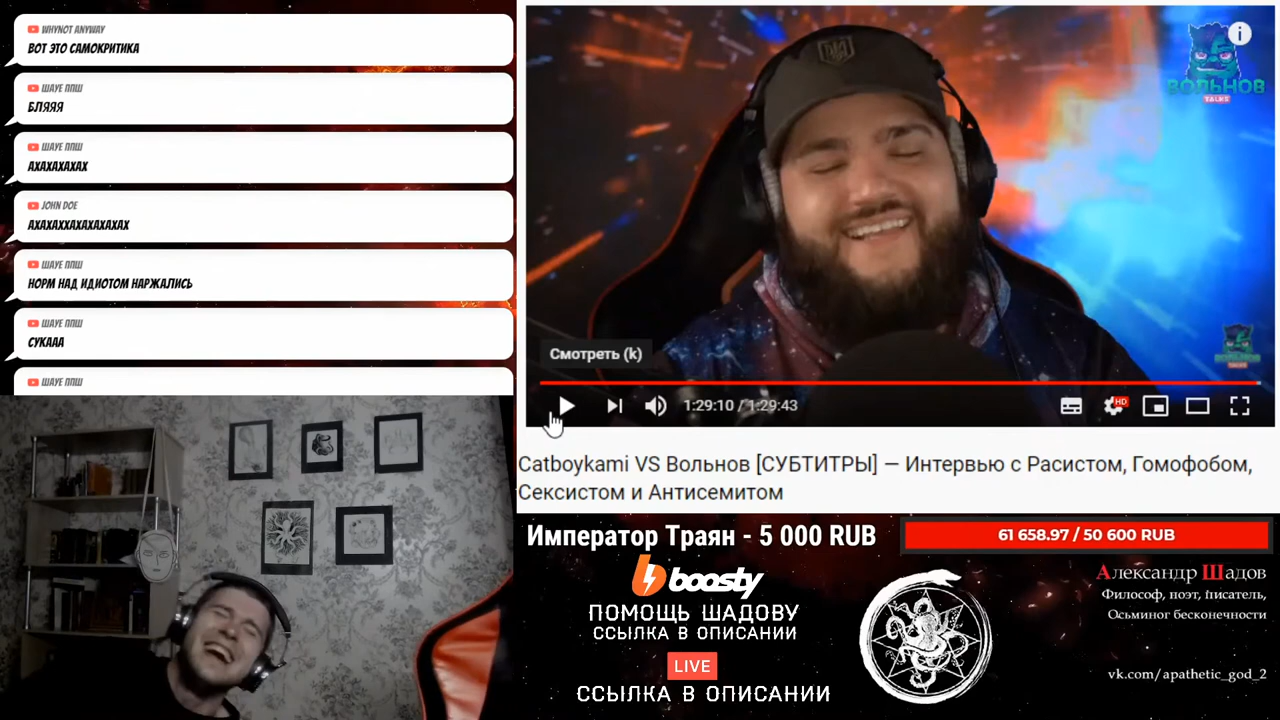 WHYNOT ANYWAY
ВОТ ЭТО САМОКРИТИКА
ШАУЕ ППШ
БЛЯЯЯ
ШАУЕ ППШ
АХАХАХАХАХ
JOHN DOE
АХАХАХХАХАХАХАХАХ
ШАУЕ ППШ
НОРМ НАД ИДИОТОМ НАРЖАЛИСЬ
ШАУЕ ППШ
СУКААА
ШАУЕ ППШ
ВОЛЬНОВ
TALKS
Смотреть (k)
1:29:10 / 1:29:43
HD
Catboykami VS Вольнов [СУБТИТРЫ] — Интервью с Расистом, Гомофобом,
Сексистом и Антисемитом
Император Траян - 5 000 RUB
61 658.97 / 50 600 RUB
boosty
ПОМОЩЬ ШАДОВУ
ССЫЛКА В ОПИСАНИИ
LIVE
ССЫЛКА В ОПИСАНИИ
Александр Шадов
Философ, поэт, писатель,
Осьминог бесконечности
vk.com/apathetic_god_2